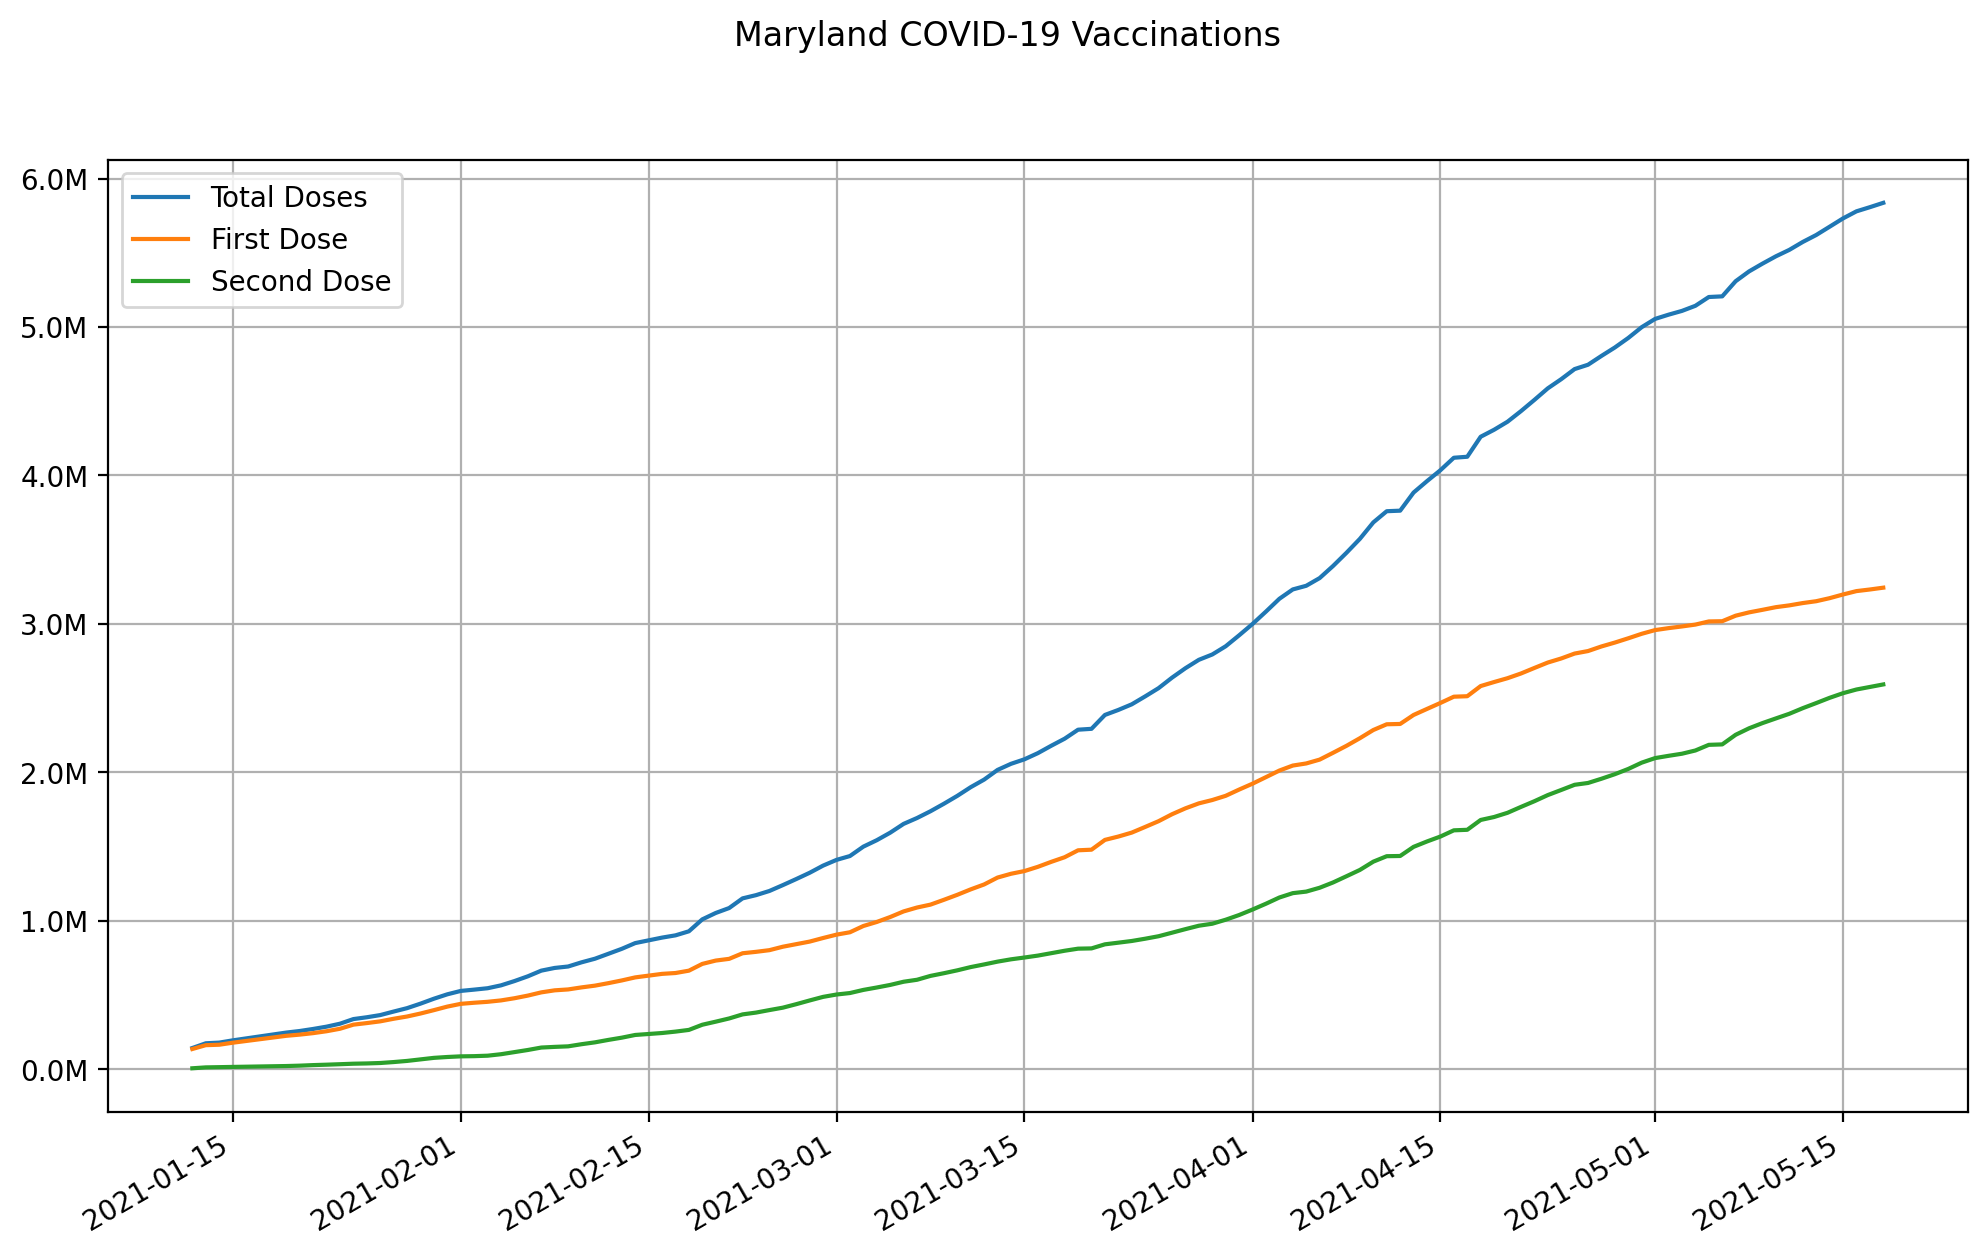 Maryland COVID-19 Vaccinations
6.0M
5.0M
4.0M
3.0M
2.0M
1.0M
0.0M
Total Doses
First Dose
Second Dose
2021-01-15
2021-02-01
2021-02-15
2021-03-01
2021-03-15
2021-04-01
2021-04-15
2021-05-01
2021-05-15